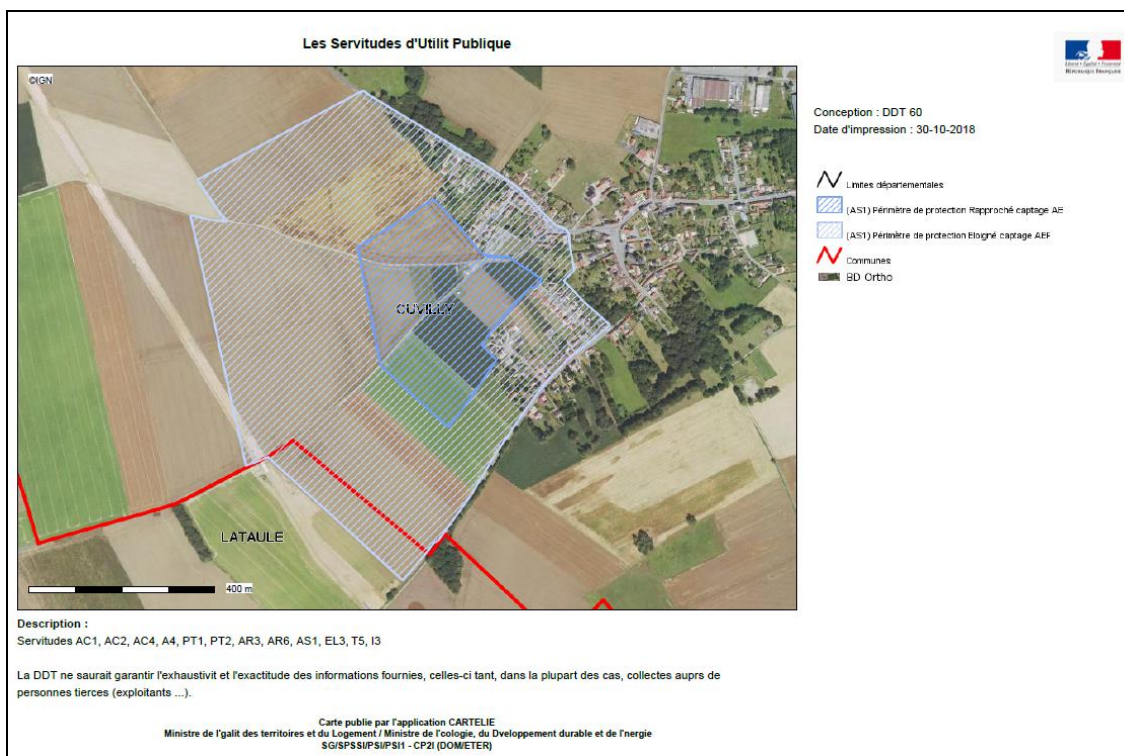 Les Servitudes d'Utilit Publique
©IGN
Liberté • Égalité • Fraternité
RÉPUBLIQUE FRANÇAISE
Conception : DDT 60
Date d'impression : 30-10-2018
Limites départementales
(AS1) Périmètre de protection Rapproché captage AE
(AS1) Périmètre de protection Eloigné captage AEF
Communes
BD Ortho
CUVILLY
LATAULE
400 m
Description :
Servitudes AC1, AC2, AC4, A4, PT1, PT2, AR3, AR6, AS1, EL3, T5, I3
La DDT ne saurait garantir l'exhaustivit et l'exactitude des informations fournies, celles-ci tant, dans la plupart des cas, collectes auprs de
personnes tierces (exploitants ...).
Carte publie par l'application CARTELIE
Ministre de l'galit des territoires et du Logement / Ministre de l'cologie, du Dveloppement durable et de l'nergie
SG/SPSSI/PSI/PSI1 - CP2I (DOM/ETER)